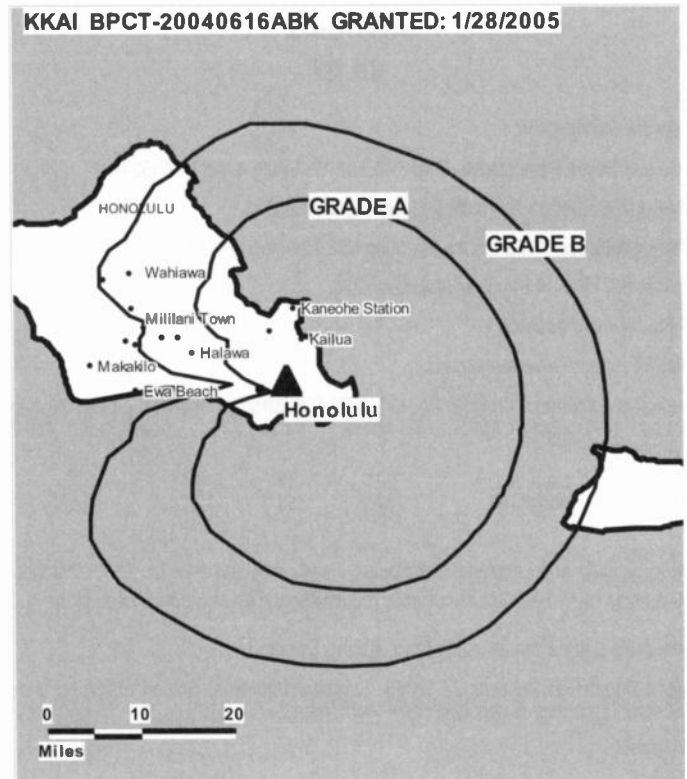 KKAI BPCT-20040616ABK GRANTED: 1/28/2005
HONOLULU
GRADE A
GRADE B
Wahiawa
Kaneohe Station
Mililani Town
Kailua
Halawa
Makakilo
Ewa Beach
Honolulu
0 10 20
Miles